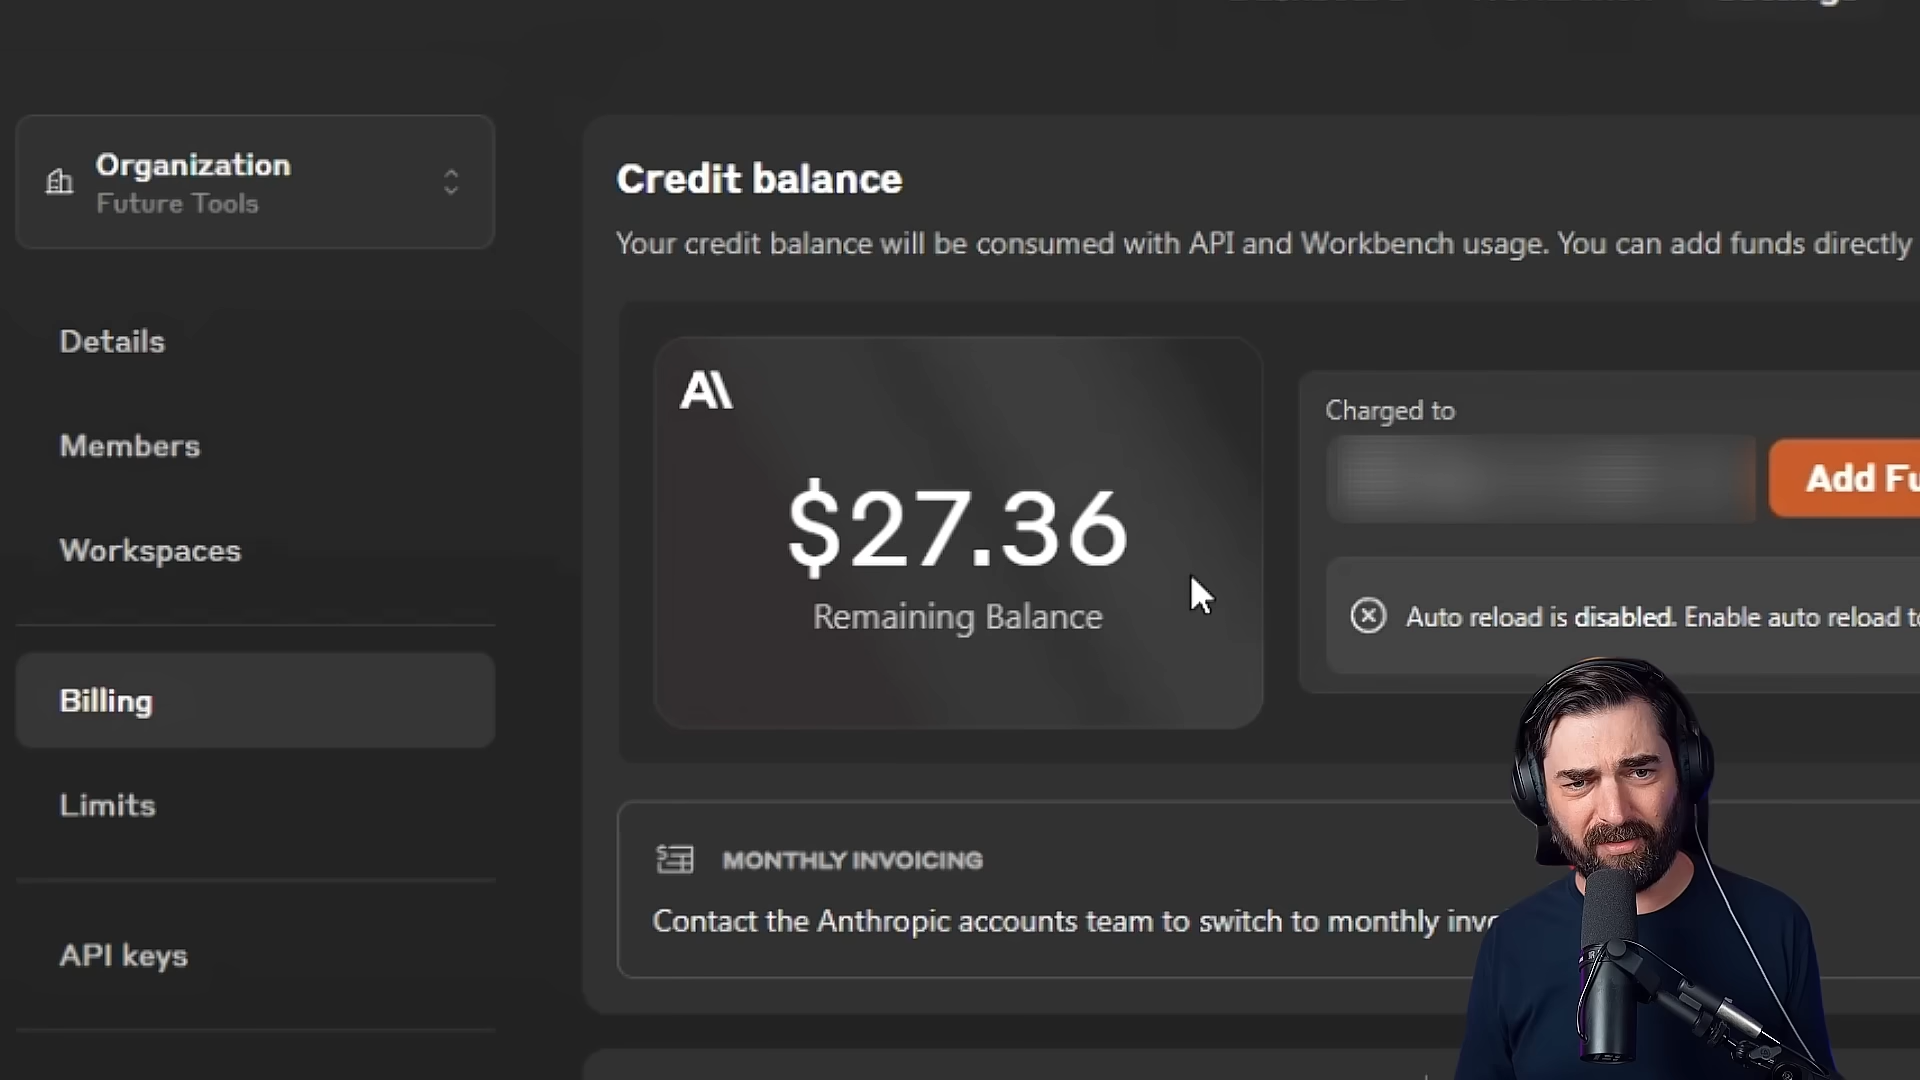 Organization
Future Tools
Details
Members
Workspaces
Billing
Limits
API keys
Credit balance
Your credit balance will be consumed with API and Workbench usage. You can add funds directly
A\
$27.36
Remaining Balance
Charged to
Add Fu
Auto reload is disabled. Enable auto reload to
MONTHLY INVOICING
Contact the Anthropic accounts team to switch to monthly invo